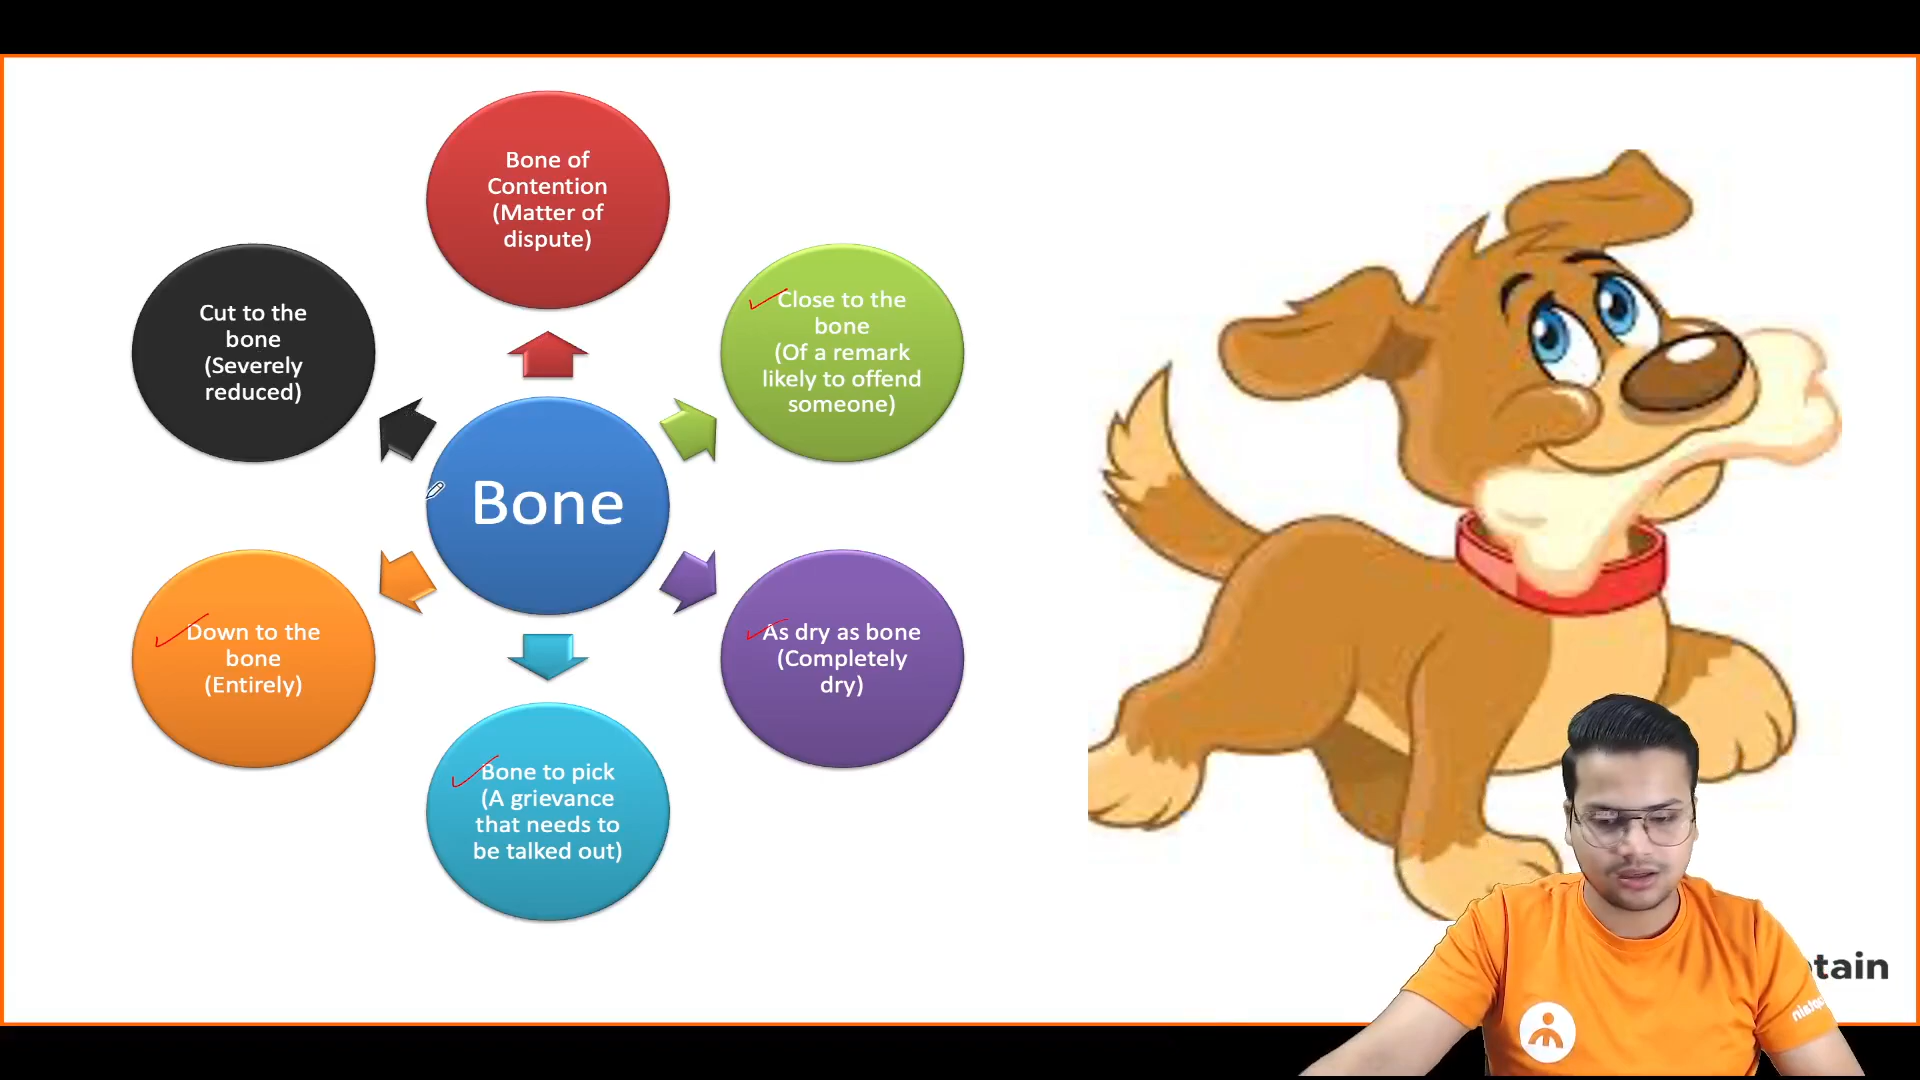 Bone of
Contention
(Matter of
dispute)
Close to the
bone
(Of a remark
likely to offend
someone)
As dry as bone
(Completely
dry)
Bone to pick
(A grievance
that needs to
be talked out)
Down to the
bone
(Entirely)
Cut to the
bone
(Severely
reduced)
Bone
tain